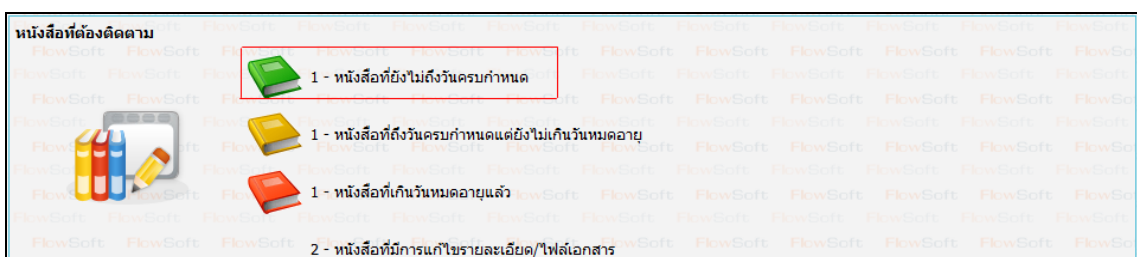 หนังสือที่ต้องติดตาม
1 - หนังสือที่ยังไม่ถึงวันครบกำหนด
1 - หนังสือที่ถึงวันครบกำหนดแต่ยังไม่เกินวันหมดอายุ
1 - หนังสือที่เกินวันหมดอายุแล้ว
2 - หนังสือที่มีการแก้ไขรายละเอียด/ไฟล์เอกสาร